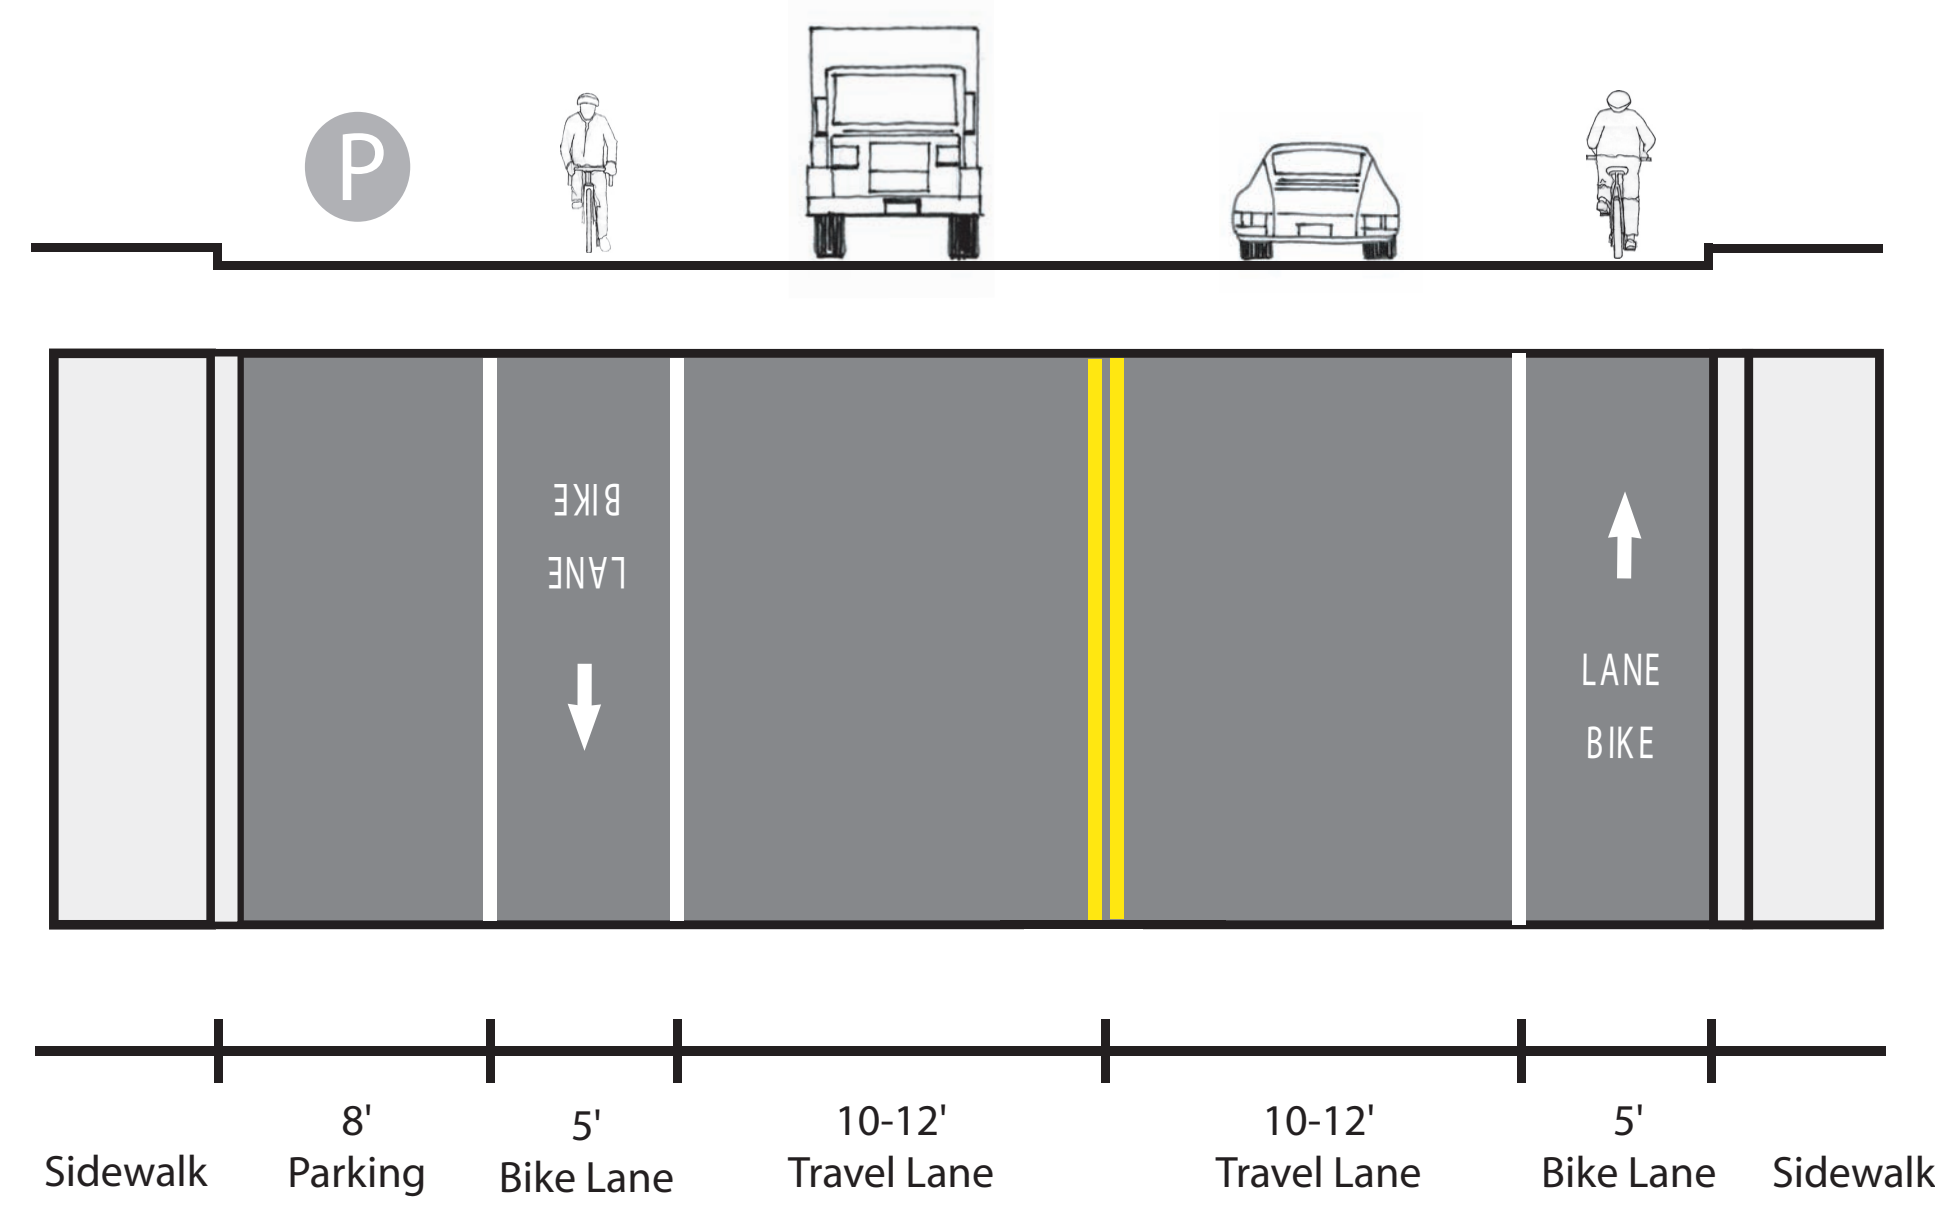 P
BIKE
LANE
LANE
BIKE
8'
5'
10-12'
10-12'
5'
Sidewalk
Parking
Bike Lane
Travel Lane
Travel Lane
Bike Lane
Sidewalk